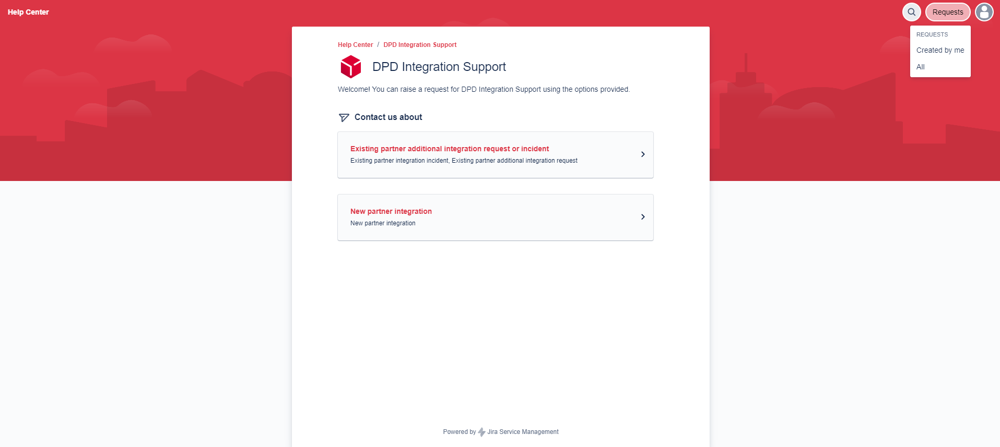 Help Center
Requests
REQUESTS
Created by me
All
Help Center / DPD Integration Support
DPD Integration Support
Welcome! You can raise a request for DPD Integration Support using the options provided.
Contact us about
Existing partner additional integration request or incident
Existing partner integration incident, Existing partner additional integration request
New partner integration
New partner integration
Powered by Jira Service Management